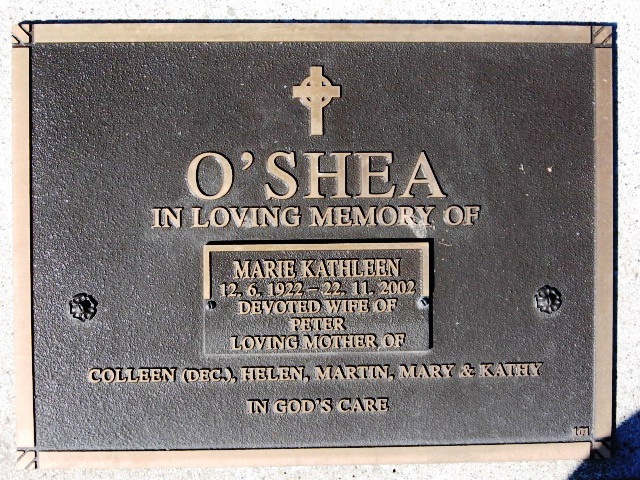 O'SHEA
IN LOVING MEMORY OF
MARIE KATHLEEN
12. 6. 1922 – 22. 11. 2002
DEVOTED WIFE OF
PETER
LOVING MOTHER OF
COLLEEN (DEC.), HELEN, MARTIN, MARY & KATHY
IN GOD'S CARE